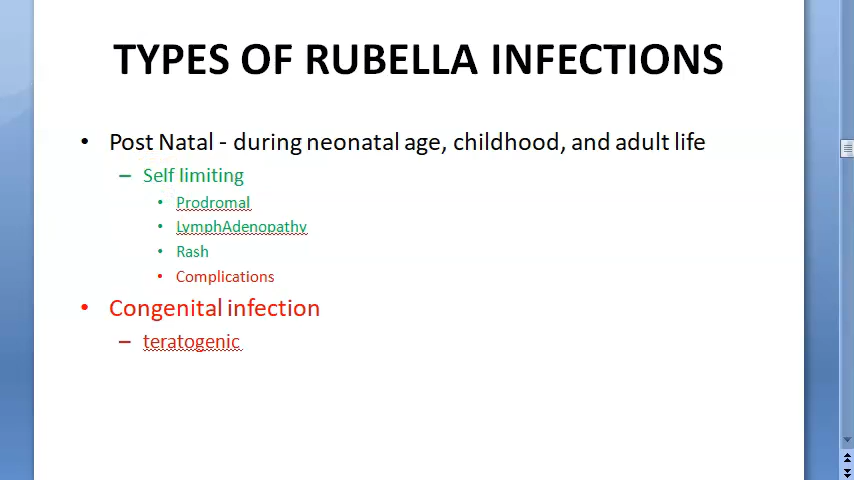 TYPES OF RUBELLA INFECTIONS
• Post Natal - during neonatal age, childhood, and adult life
– Self limiting
• Prodromal
• LymphAdenopathy
• Rash
• Complications
• Congenital infection
– teratogenic